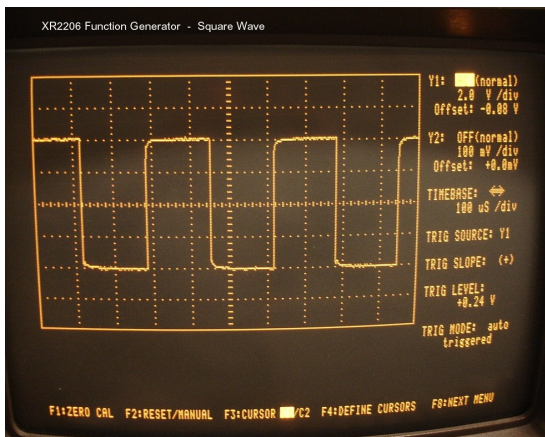 XR2206 Function Generator - Square Wave
Y1: (normal)
2.0 V /div
Offset: -0.08 V
Y2: OFF(normal)
100 mV /div
Offset: +0.0mV
TIMEBASE:
100 uS /div
TRIG SOURCE: Y1
TRIG SLOPE: (+)
TRIG LEVEL:
+0.24 V
TRIG MODE: auto
triggered
F1:ZERO CAL F2:RESET/MANUAL F3:CURSOR /C2 F4:DEFINE CURSORS F8:NEXT MENU